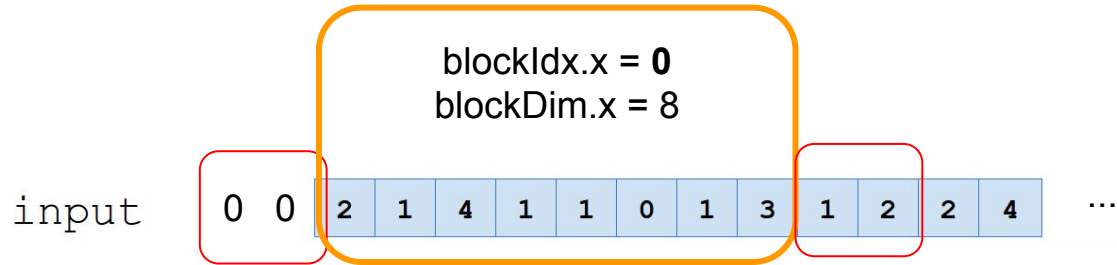 blockIdx.x = 0
blockDim.x = 8
input 0 0 2 1 4 1 1 0 1 3 1 2 2 4 ...